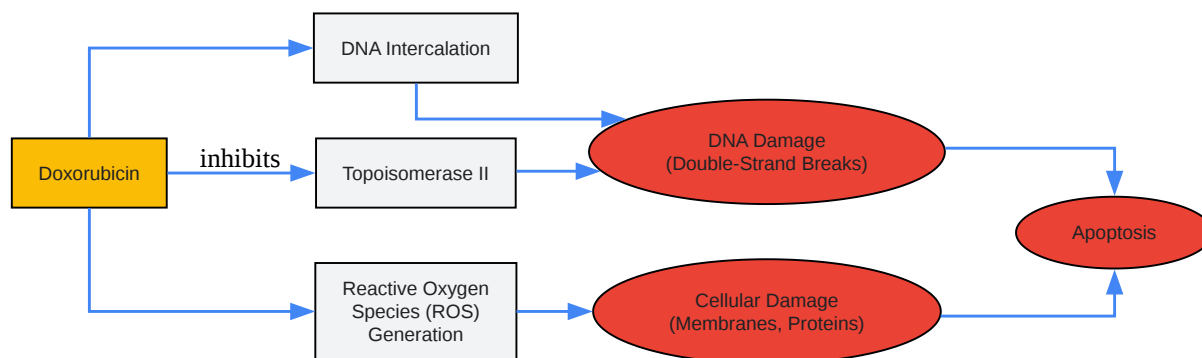 DNA Intercalation
Doxorubicin
inhibits
Topoisomerase II
DNA Damage
(Double-Strand Breaks)
Apoptosis
Reactive Oxygen
Species (ROS)
Generation
Cellular Damage
(Membranes, Proteins)